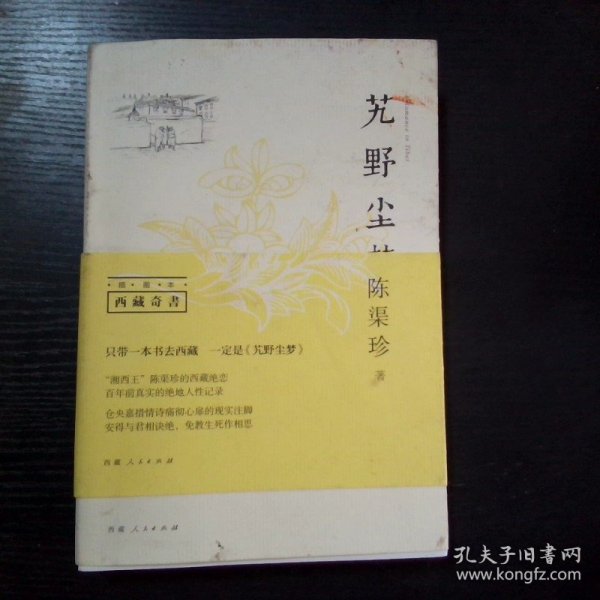 艽野尘梦
陈渠珍
著
插·图·本
西藏奇書
只带一本书去西藏 一定是《艽野尘梦》
“湘西王”陈渠珍的西藏绝恋
百年前真实的绝地人性记录
仓央嘉措情诗痛彻心扉的现实注脚
安得与君相诀绝，免教生死作相思
西藏人民出版社
西藏人民出版社
孔夫子旧书网
www.kongfz.com